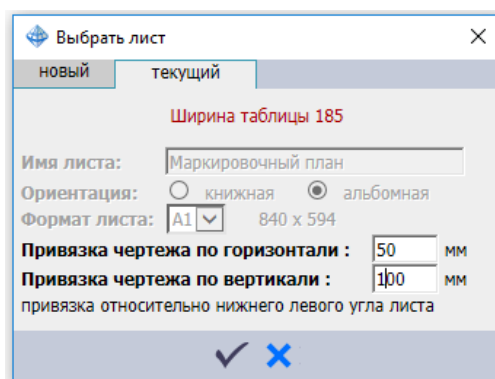 Выбрать лист
новый текущий
Ширина таблицы 185
Имя листа: Маркировочный план
Ориентация: книжная альбомная
Формат листа: А1 840 x 594
Привязка чертежа по горизонтали : 50 мм
Привязка чертежа по вертикали : 100 мм
привязка относительно нижнего левого угла листа